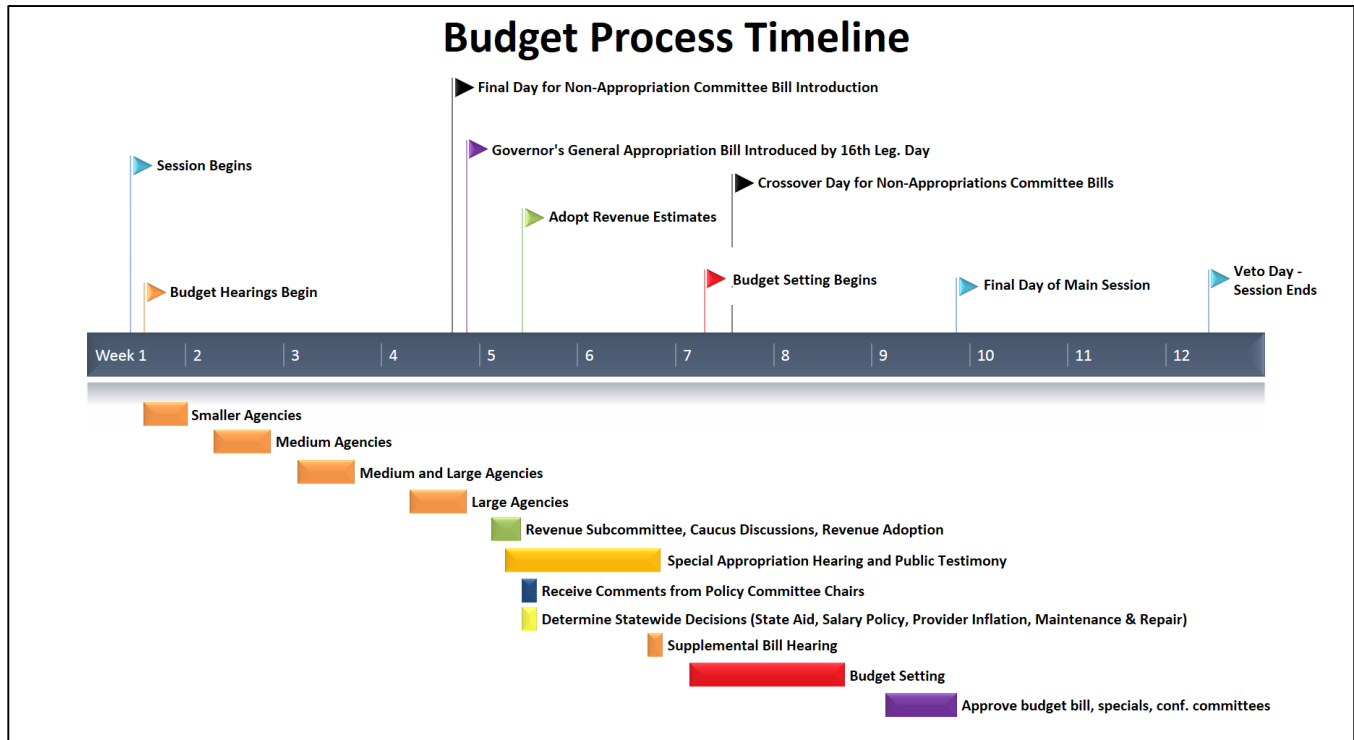 Budget Process Timeline
Final Day for Non-Appropriation Committee Bill Introduction
Governor's General Appropriation Bill Introduced by 16th Leg. Day
Session Begins
Crossover Day for Non-Appropriations Committee Bills
Adopt Revenue Estimates
Budget Hearings Begin
Budget Setting Begins
Final Day of Main Session
Veto Day -
Session Ends
Week 1 2 3 4 5 6 7 8 9 10 11 12
Smaller Agencies
Medium Agencies
Medium and Large Agencies
Large Agencies
Revenue Subcommittee, Caucus Discussions, Revenue Adoption
Special Appropriation Hearing and Public Testimony
Receive Comments from Policy Committee Chairs
Determine Statewide Decisions (State Aid, Salary Policy, Provider Inflation, Maintenance & Repair)
Supplemental Bill Hearing
Budget Setting
Approve budget bill, specials, conf. committees